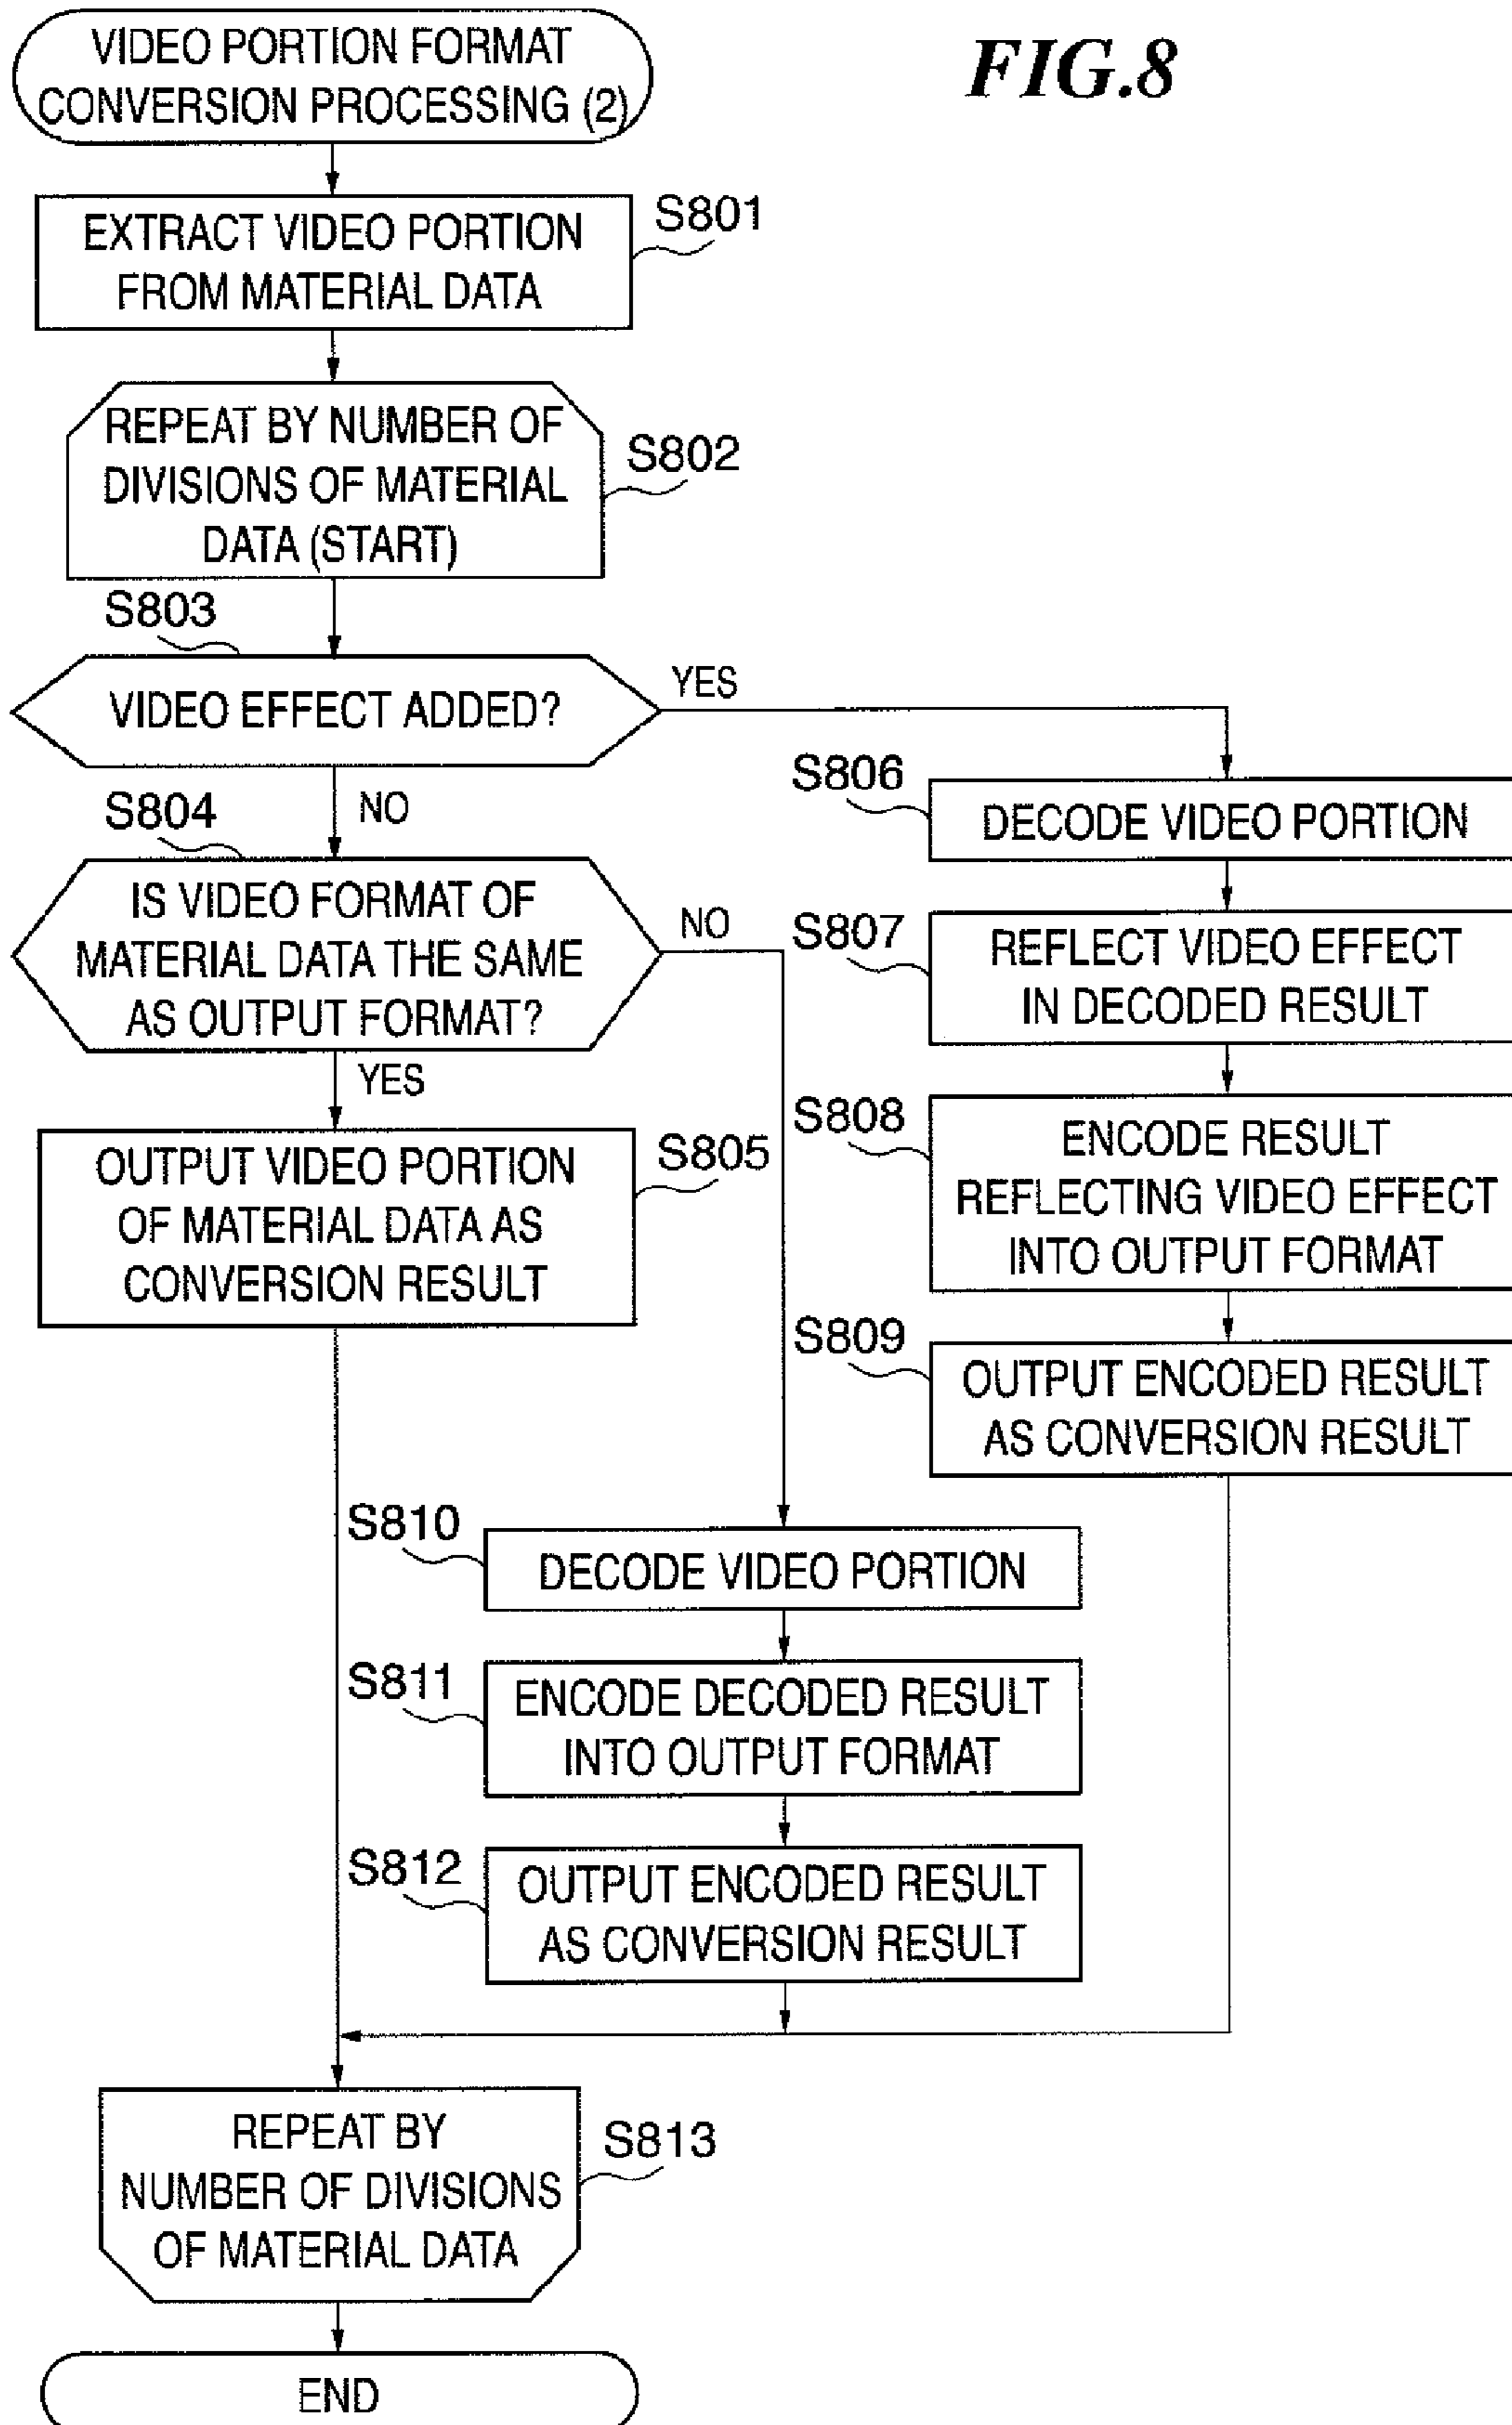 FIG.8
VIDEO PORTION FORMAT
CONVERSION PROCESSING (2)
S801
EXTRACT VIDEO PORTION
FROM MATERIAL DATA
S802
REPEAT BY NUMBER OF
DIVISIONS OF MATERIAL
DATA (START)
S803
VIDEO EFFECT ADDED?
YES
NO
S804
IS VIDEO FORMAT OF
MATERIAL DATA THE SAME
AS OUTPUT FORMAT?
NO
YES
S805
OUTPUT VIDEO PORTION
OF MATERIAL DATA AS
CONVERSION RESULT
S806
DECODE VIDEO PORTION
S807
REFLECT VIDEO EFFECT
IN DECODED RESULT
S808
ENCODE RESULT
REFLECTING VIDEO EFFECT
INTO OUTPUT FORMAT
S809
OUTPUT ENCODED RESULT
AS CONVERSION RESULT
S810
DECODE VIDEO PORTION
S811
ENCODE DECODED RESULT
INTO OUTPUT FORMAT
S812
OUTPUT ENCODED RESULT
AS CONVERSION RESULT
S813
REPEAT BY
NUMBER OF DIVISIONS
OF MATERIAL DATA
END